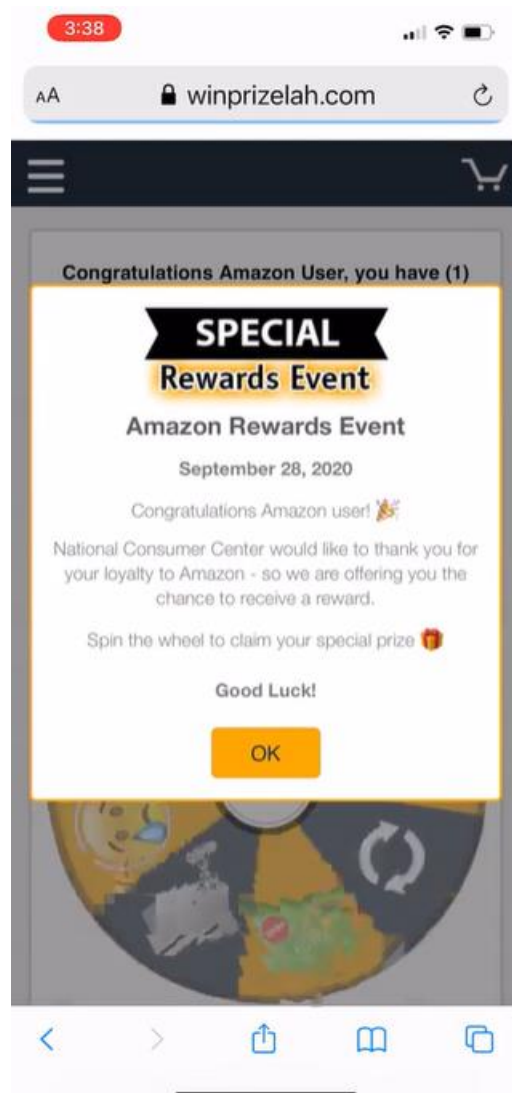 3:38
AA winprizelah.com
Congratulations Amazon User, you have (1)
SPECIAL
Rewards Event
Amazon Rewards Event
September 28, 2020
Congratulations Amazon user! 🎉
National Consumer Center would like to thank you for
your loyalty to Amazon - so we are offering you the
chance to receive a reward.
Spin the wheel to claim your special prize 🎁
Good Luck!
OK